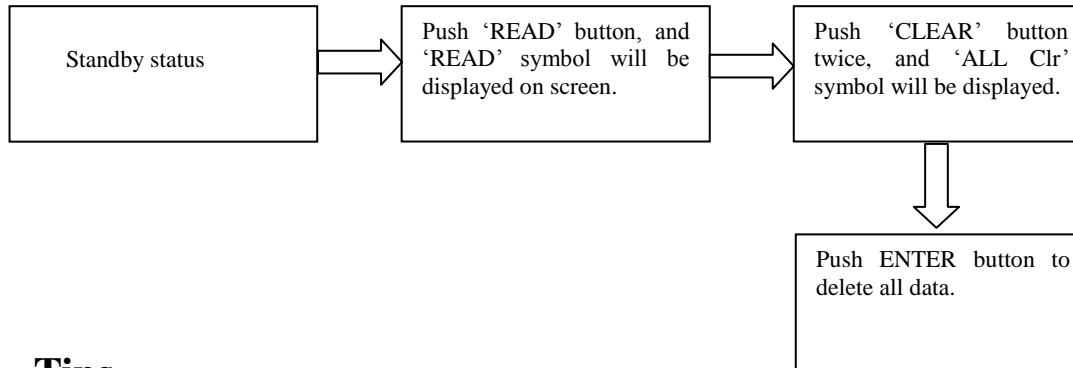 Standby status
Push ‘READ’ button, and
‘READ’ symbol will be
displayed on screen.
Push ‘CLEAR’ button
twice, and ‘ALL Clr’
symbol will be displayed.
Push ENTER button to
delete all data.
Tips